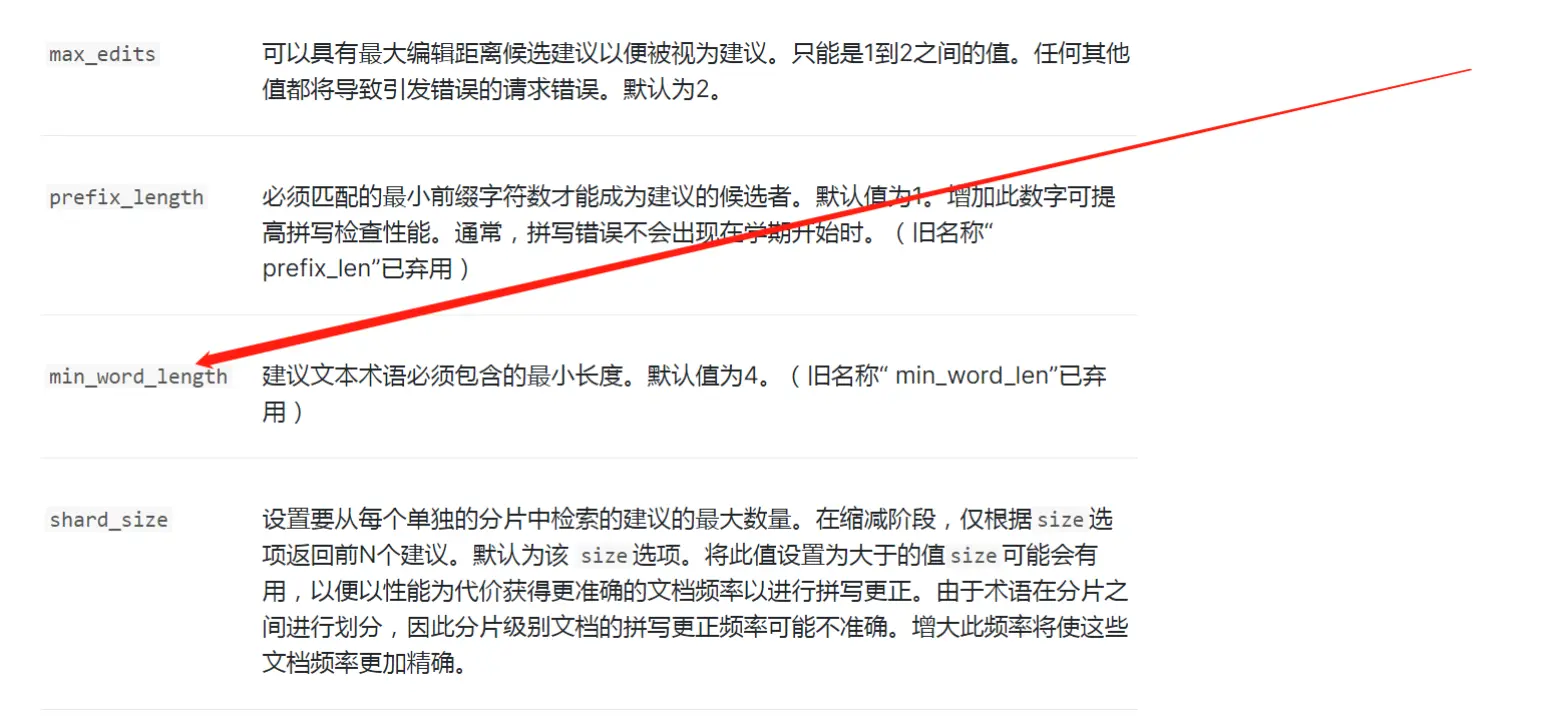 max_edits 可以具有最大编辑距离候选建议以便被视为建议。只能是1到2之间的值。任何其他
值都将导致引发错误的请求错误。默认为2。
prefix_length 必须匹配的最小前缀字符数才能成为建议的候选者。默认值为1。增加此数字可提
高拼写检查性能。通常，拼写错误不会出现在学期开始时。（旧名称“
prefix_len”已弃用）
min_word_length 建议文本术语必须包含的最小长度。默认值为4。（旧名称“ min_word_len”已弃
用）
shard_size 设置要从每个单独的分片中检索的建议的最大数量。在缩减阶段，仅根据 size 选
项返回前N个建议。默认为该 size 选项。将此值设置为大于的值 size 可能会有
用，以便以性能为代价获得更准确的文档频率以进行拼写更正。由于术语在分片之
间进行划分，因此分片级别文档的拼写更正频率可能不准确。增大此频率将使这些
文档频率更加精确。